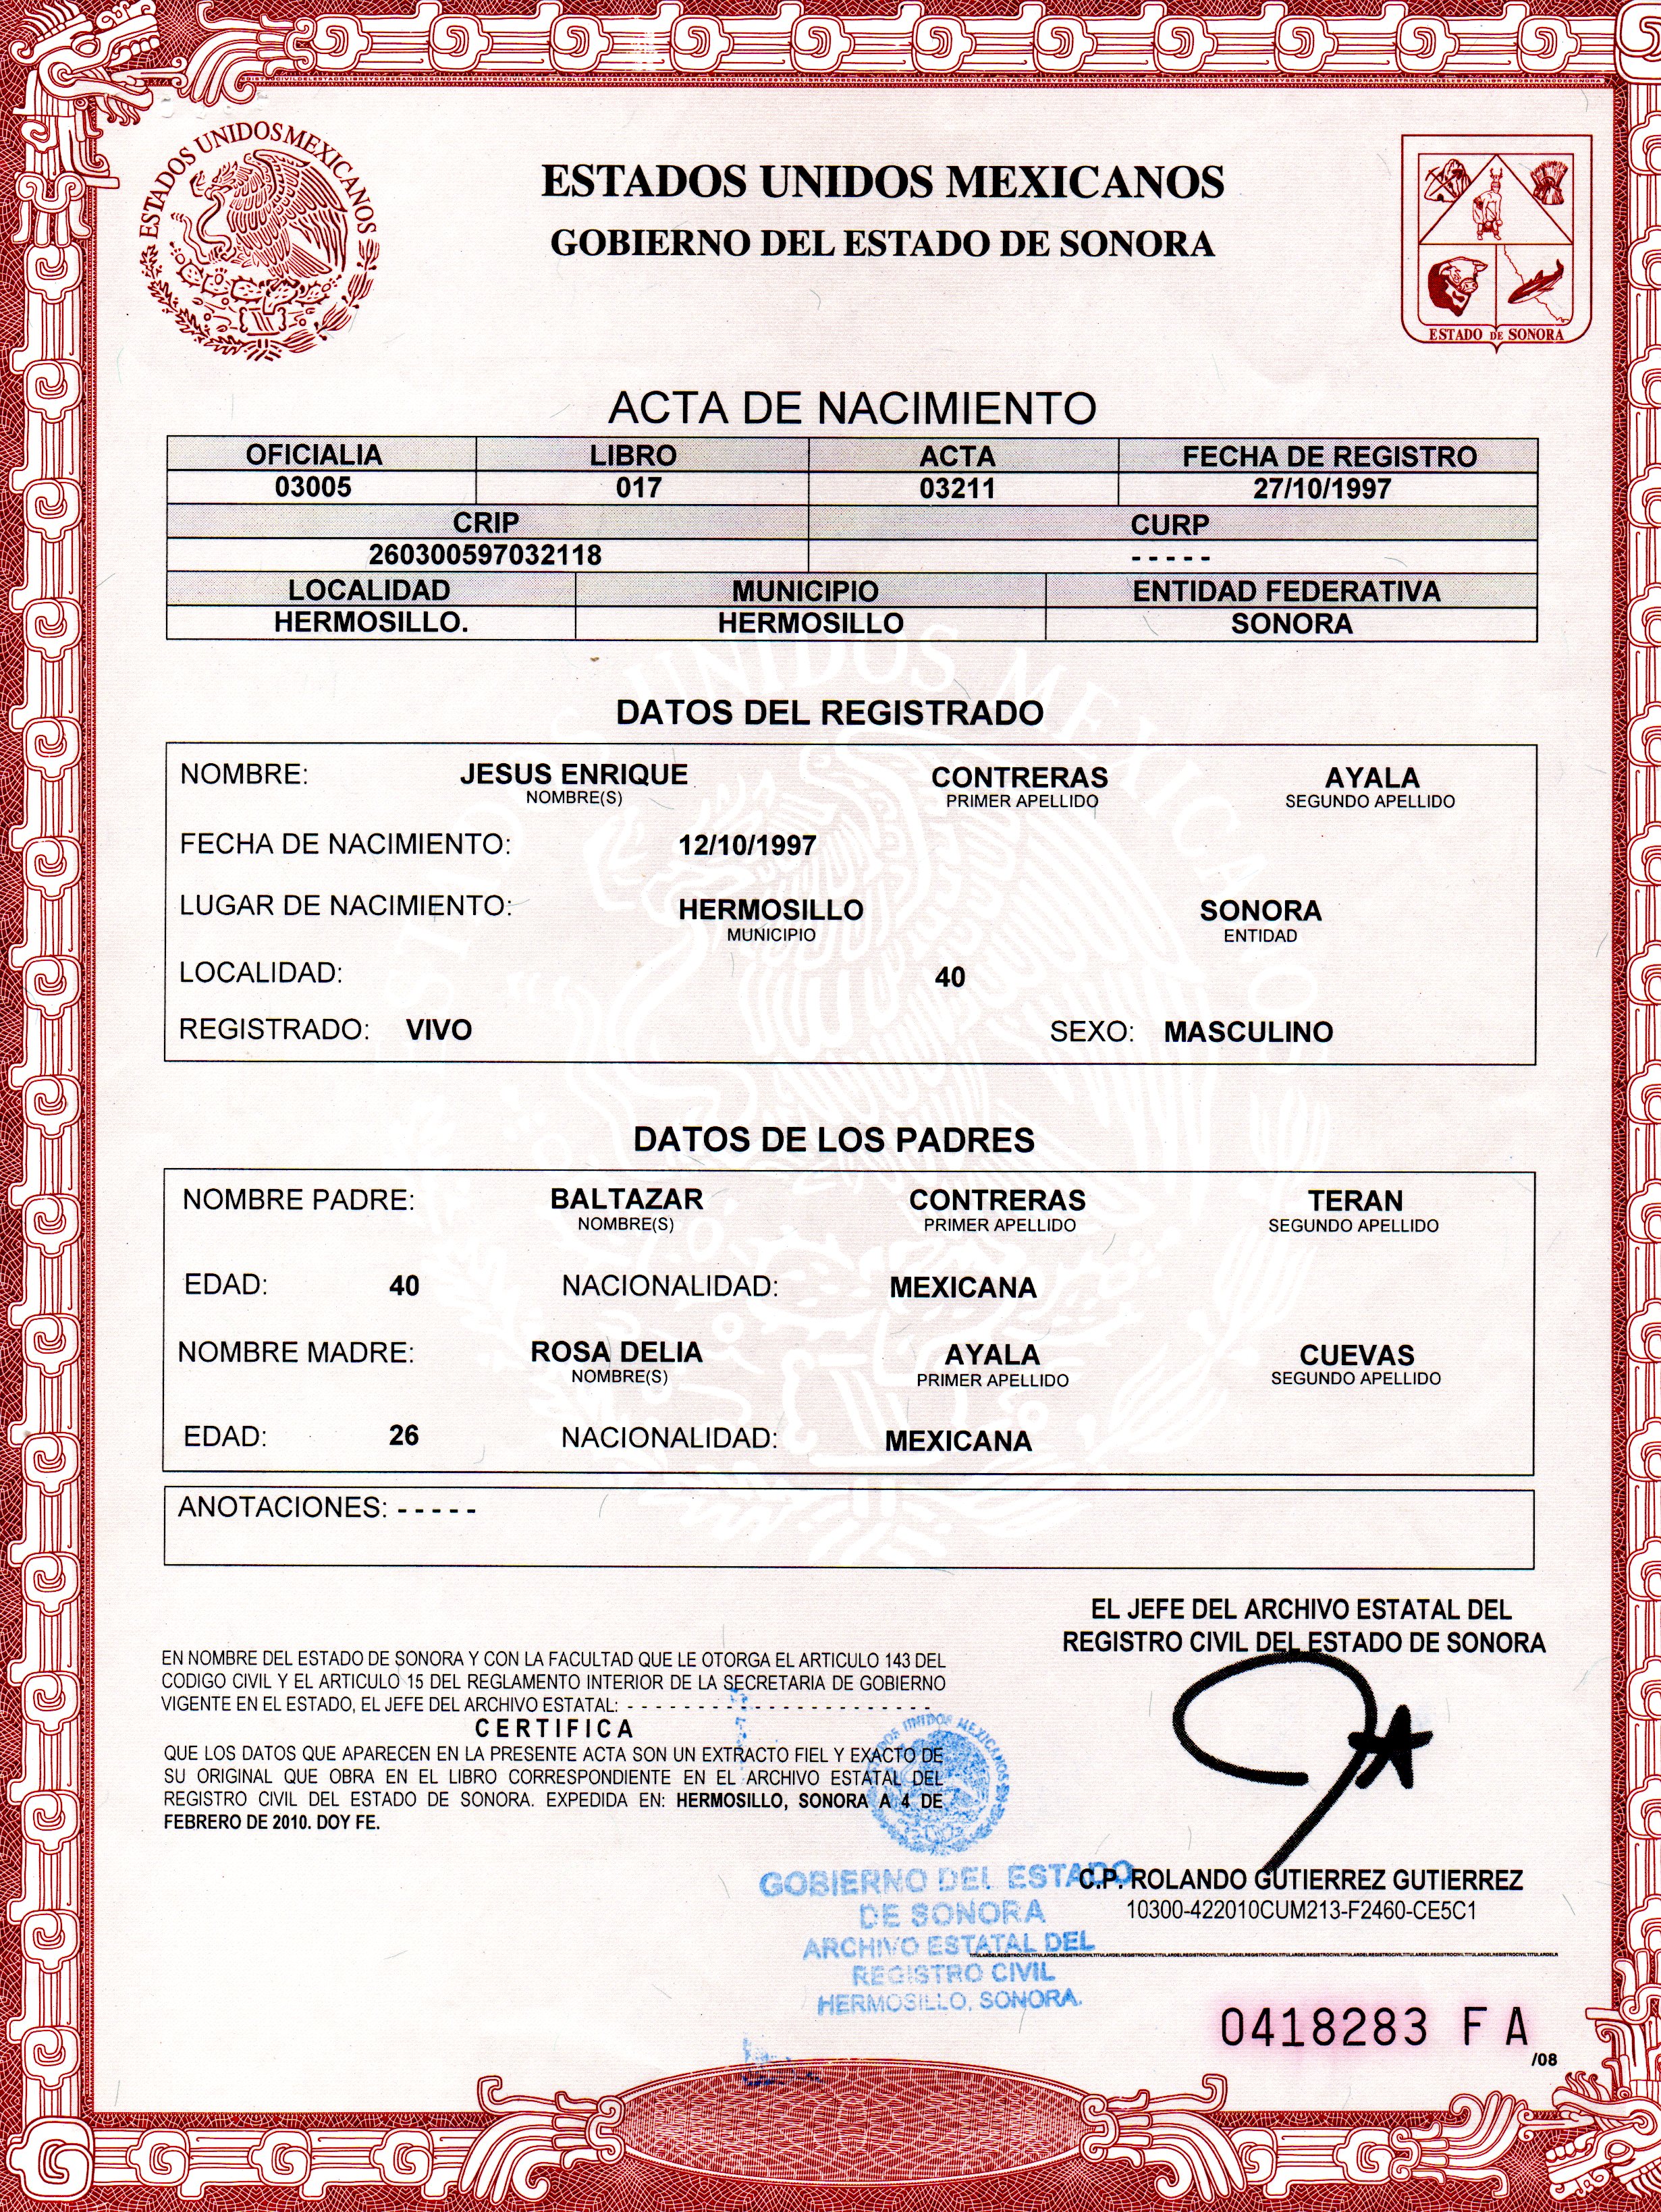 ESTADOS UNIDOS MEXICANOS
ESTADOS UNIDOS MEXICANOS
GOBIERNO DEL ESTADO DE SONORA
ESTADO DE SONORA
ACTA DE NACIMIENTO
OFICIALIA LIBRO ACTA FECHA DE REGISTRO
03005 017 03211 27/10/1997
CRIP CURP
260300597032118 - - - - -
LOCALIDAD MUNICIPIO ENTIDAD FEDERATIVA
HERMOSILLO. HERMOSILLO SONORA
DATOS DEL REGISTRADO
NOMBRE: JESUS ENRIQUE CONTRERAS AYALA
NOMBRE(S) PRIMER APELLIDO SEGUNDO APELLIDO
FECHA DE NACIMIENTO: 12/10/1997
LUGAR DE NACIMIENTO: HERMOSILLO SONORA
MUNICIPIO ENTIDAD
LOCALIDAD: 40
REGISTRADO: VIVO SEXO: MASCULINO
DATOS DE LOS PADRES
NOMBRE PADRE: BALTAZAR CONTRERAS TERAN
NOMBRE(S) PRIMER APELLIDO SEGUNDO APELLIDO
EDAD: 40 NACIONALIDAD: MEXICANA
NOMBRE MADRE: ROSA DELIA AYALA CUEVAS
NOMBRE(S) PRIMER APELLIDO SEGUNDO APELLIDO
EDAD: 26 NACIONALIDAD: MEXICANA
ANOTACIONES: - - - - -
EL JEFE DEL ARCHIVO ESTATAL DEL
REGISTRO CIVIL DEL ESTADO DE SONORA
EN NOMBRE DEL ESTADO DE SONORA Y CON LA FACULTAD QUE LE OTORGA EL ARTICULO 143 DEL
CODIGO CIVIL Y EL ARTICULO 15 DEL REGLAMENTO INTERIOR DE LA SECRETARIA DE GOBIERNO
VIGENTE EN EL ESTADO, EL JEFE DEL ARCHIVO ESTATAL: - - - - - - - - - - - - - - - - - - - - - -
CERTIFICA
QUE LOS DATOS QUE APARECEN EN LA PRESENTE ACTA SON UN EXTRACTO FIEL Y EXACTO DE
SU ORIGINAL QUE OBRA EN EL LIBRO CORRESPONDIENTE EN EL ARCHIVO ESTATAL DEL
REGISTRO CIVIL DEL ESTADO DE SONORA. EXPEDIDA EN: HERMOSILLO, SONORA A 4 DE
FEBRERO DE 2010. DOY FE.
UNIDOS MEXICANOS
GOBIERNO DEL ESTADO
DE SONORA
ARCHIVO ESTATAL DEL
REGISTRO CIVIL
HERMOSILLO, SONORA.
C.P. ROLANDO GUTIERREZ GUTIERREZ
10300-422010CUM213-F2460-CE5C1
0418283 F A
/08